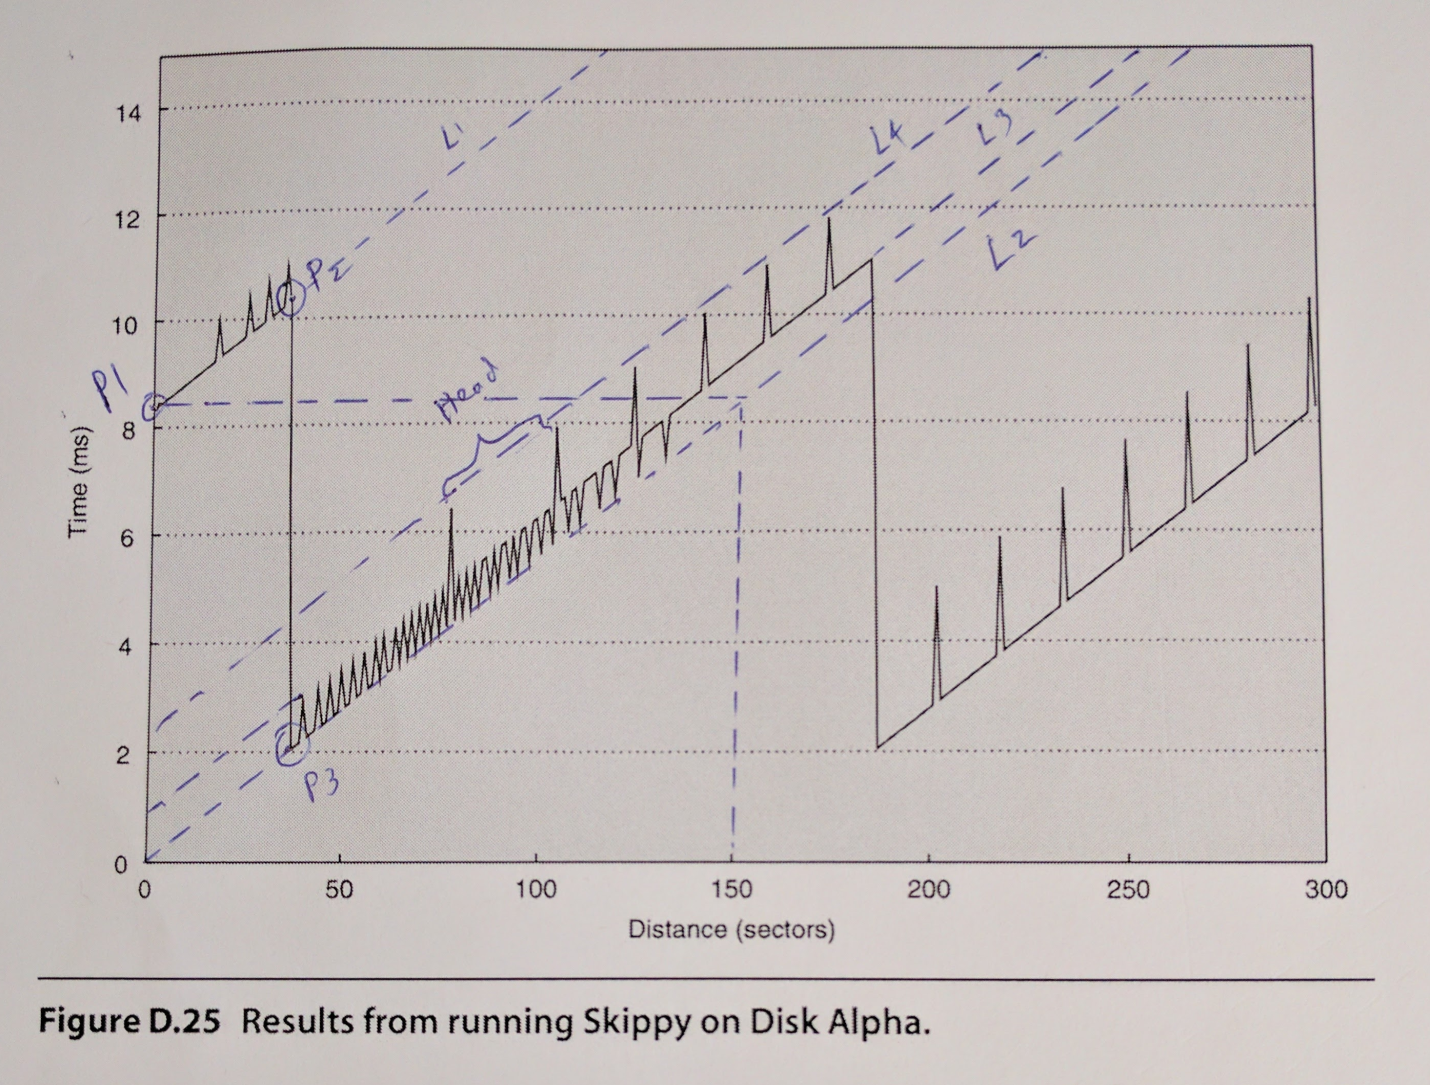 14
L1
L4
L3
12
L2
P2
10
P1
Head
8
Time (ms)
6
4
2
P3
0
0 50 100 150 200 250 300
Distance (sectors)
Figure D.25 Results from running Skippy on Disk Alpha.